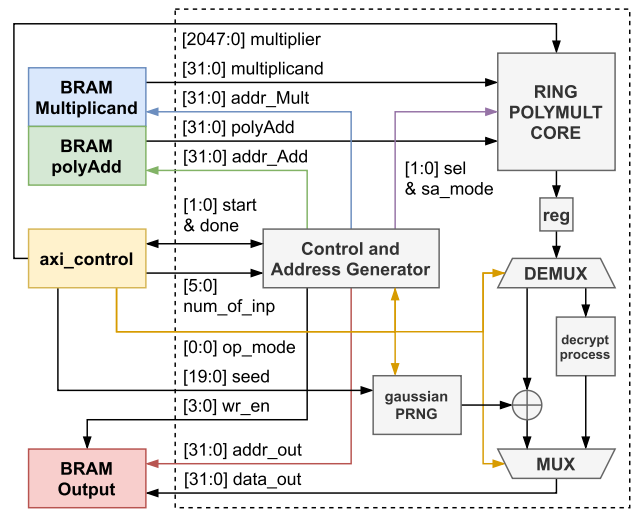 [2047:0] multiplier
BRAM
Multiplicand
[31:0] multiplicand
[31:0] addr_Mult
RING
POLYMULT
CORE
BRAM
polyAdd
[31:0] polyAdd
[31:0] addr_Add
[1:0] sel
& sa_mode
[1:0] start
& done
reg
axi_control
Control and
Address Generator
DEMUX
[5:0]
num_of_inp
[0:0] op_mode
decrypt
process
[19:0] seed
gaussian
PRNG
[3:0] wr_en
BRAM
Output
[31:0] addr_out
[31:0] data_out
MUX